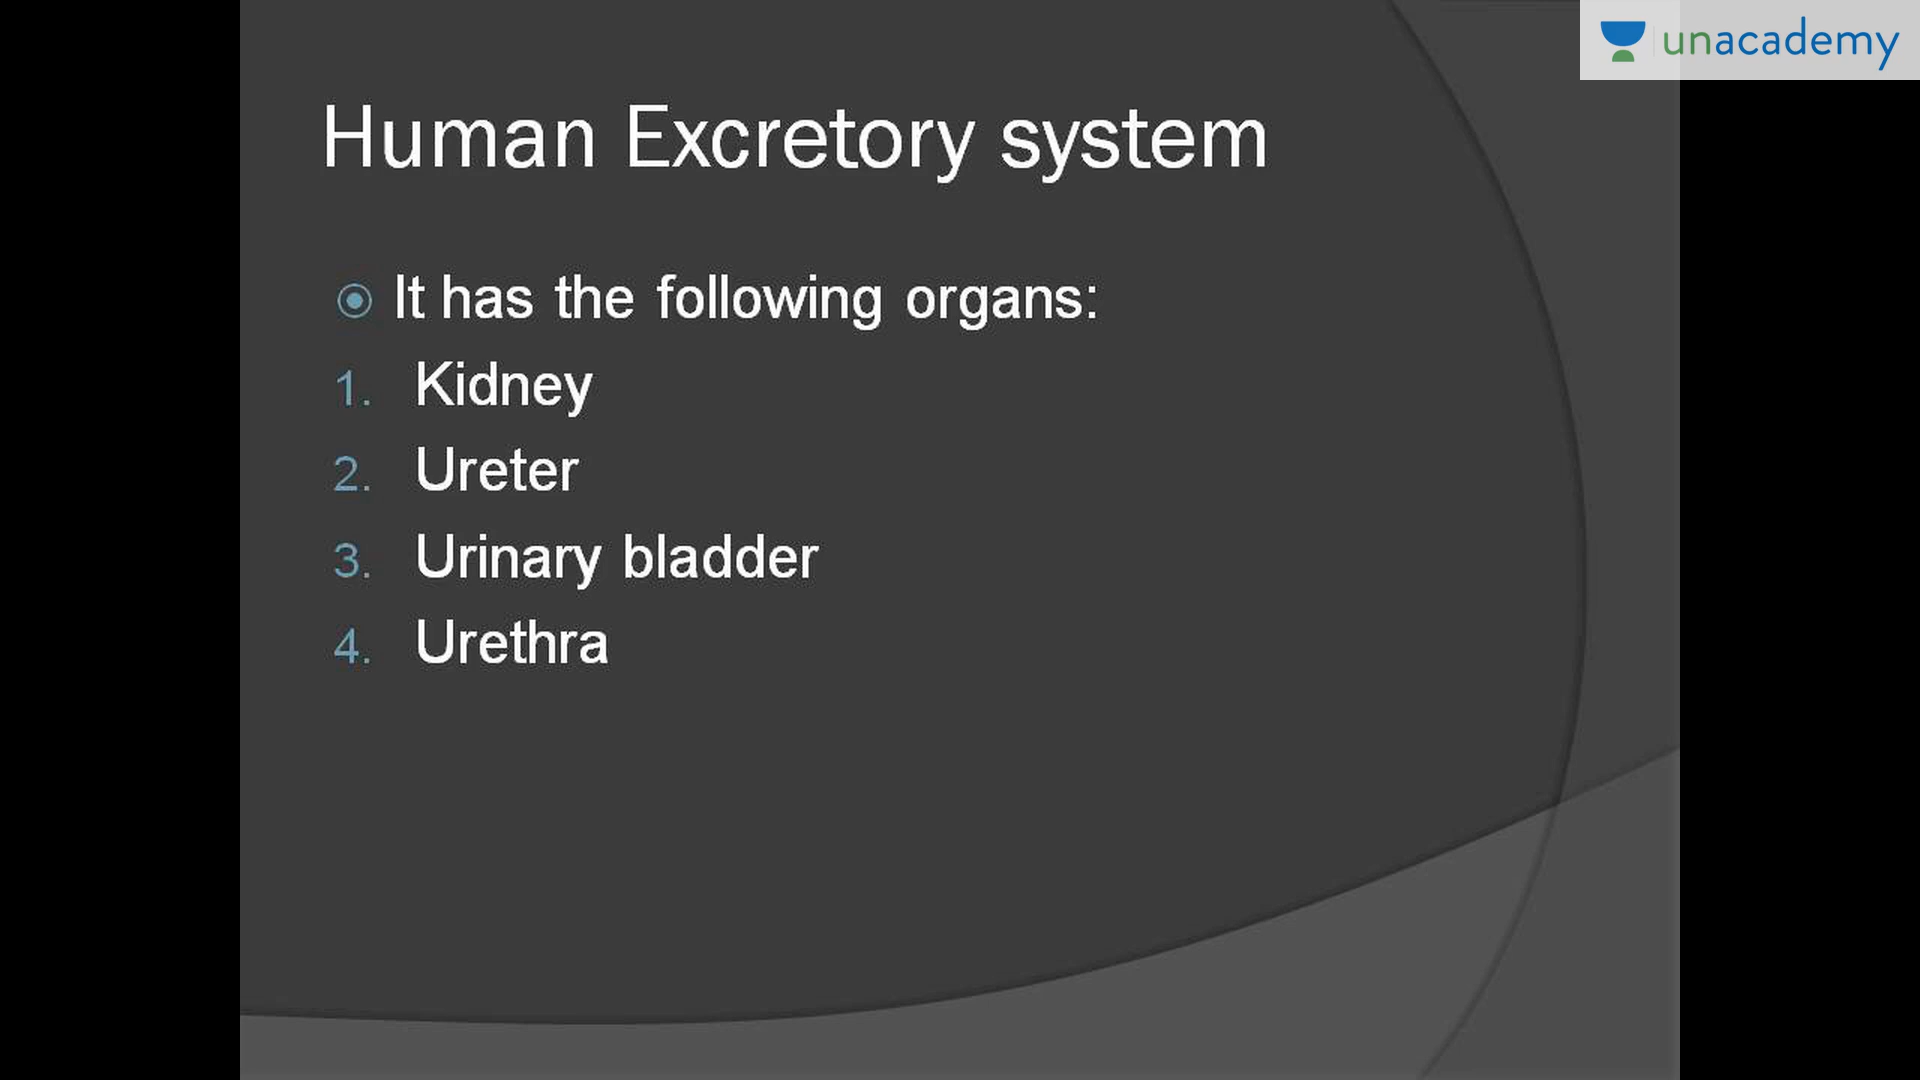 unacademy
Human Excretory system
It has the following organs:
1. Kidney
2. Ureter
3. Urinary bladder
4. Urethra